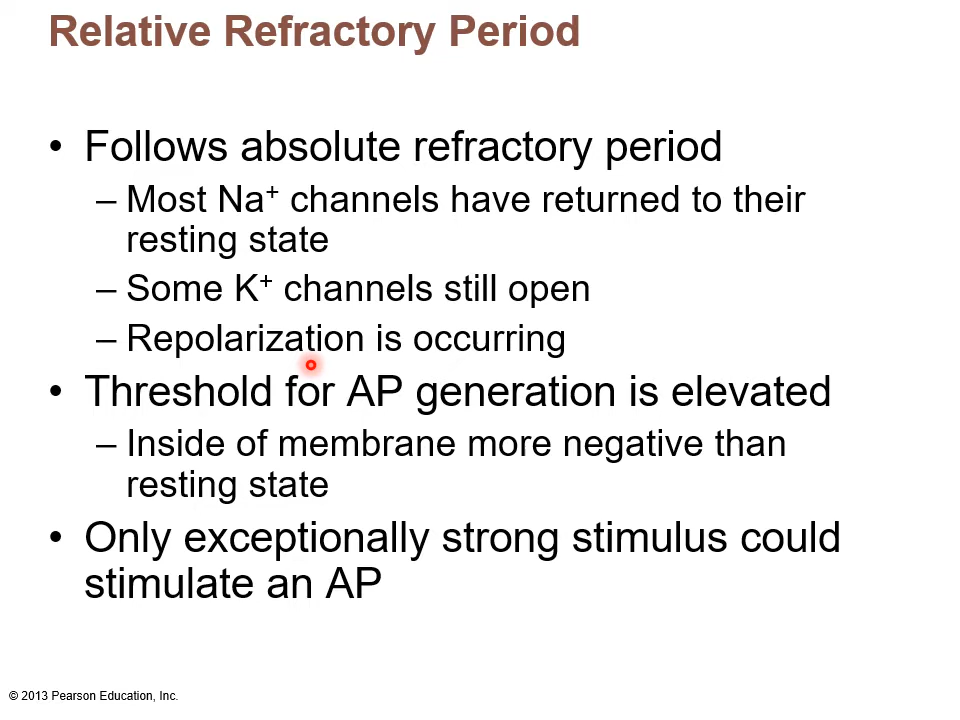 Relative Refractory Period
• Follows absolute refractory period
– Most Na⁺ channels have returned to their
resting state
– Some K⁺ channels still open
– Repolarization is occurring
• Threshold for AP generation is elevated
– Inside of membrane more negative than
resting state
• Only exceptionally strong stimulus could
stimulate an AP
© 2013 Pearson Education, Inc.